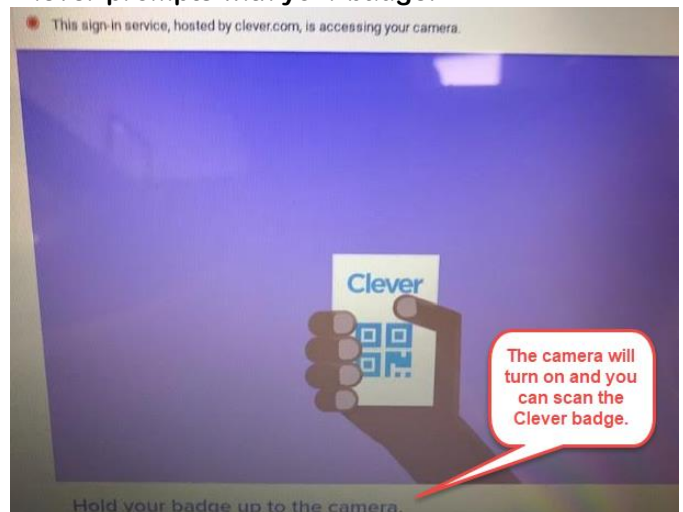 This sign-in service, hosted by clever.com, is accessing your camera.
Clever
The camera will
turn on and you
can scan the
Clever badge.
Hold your badge up to the camera.